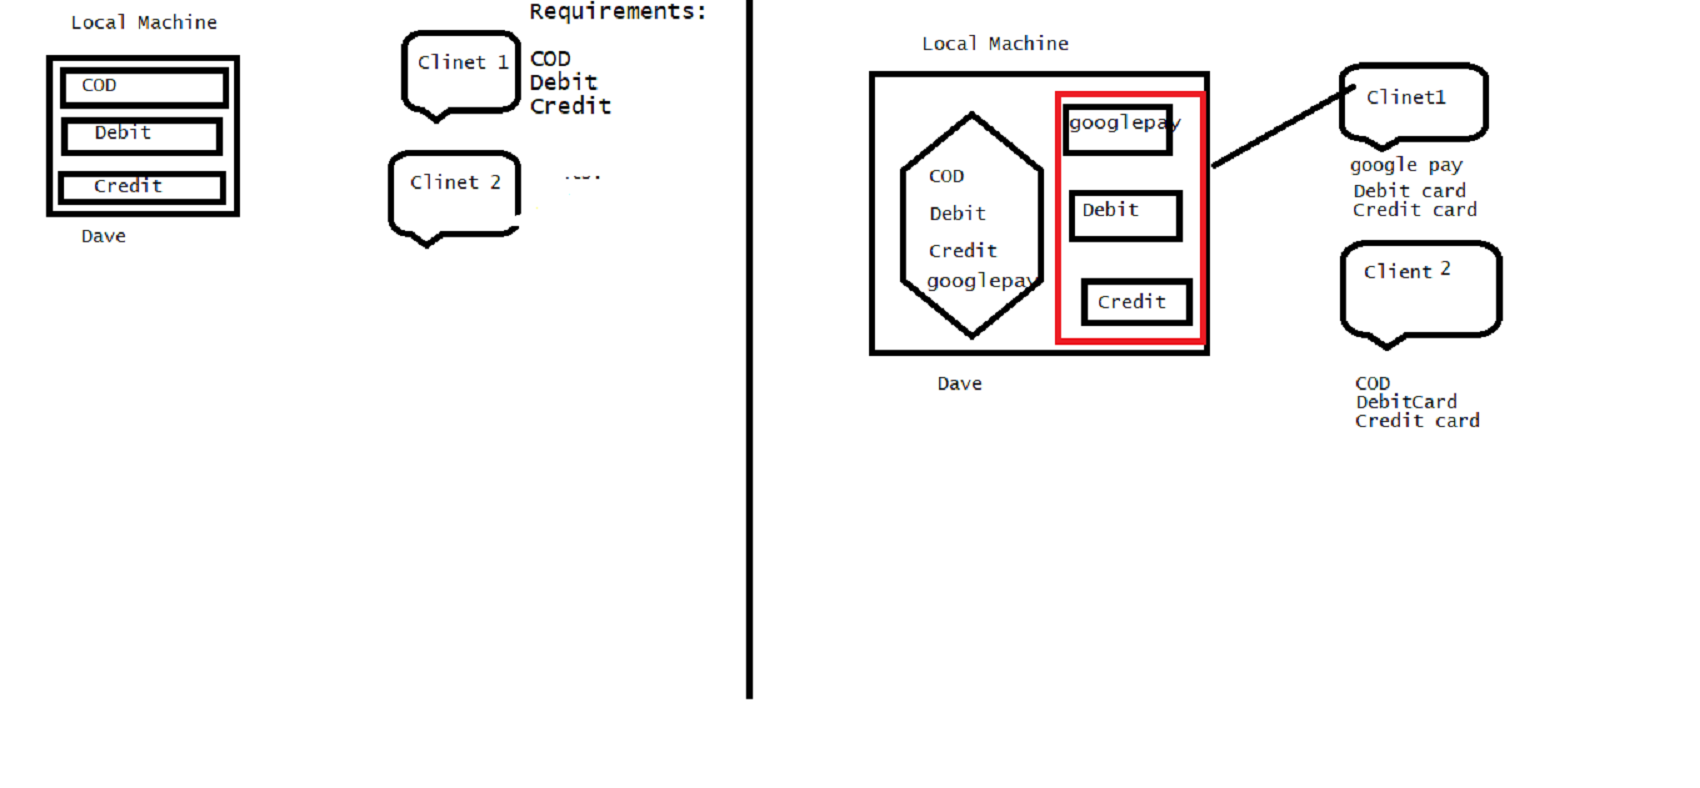 Local Machine
COD
Debit
Credit
Dave
Requirements:
Clinet 1
COD
Debit
Credit
Clinet 2
Local Machine
COD
Debit
Credit
googlepay
googlepay
Debit
Credit
Dave
Clinet1
google pay
Debit card
Credit card
Client 2
COD
DebitCard
Credit card